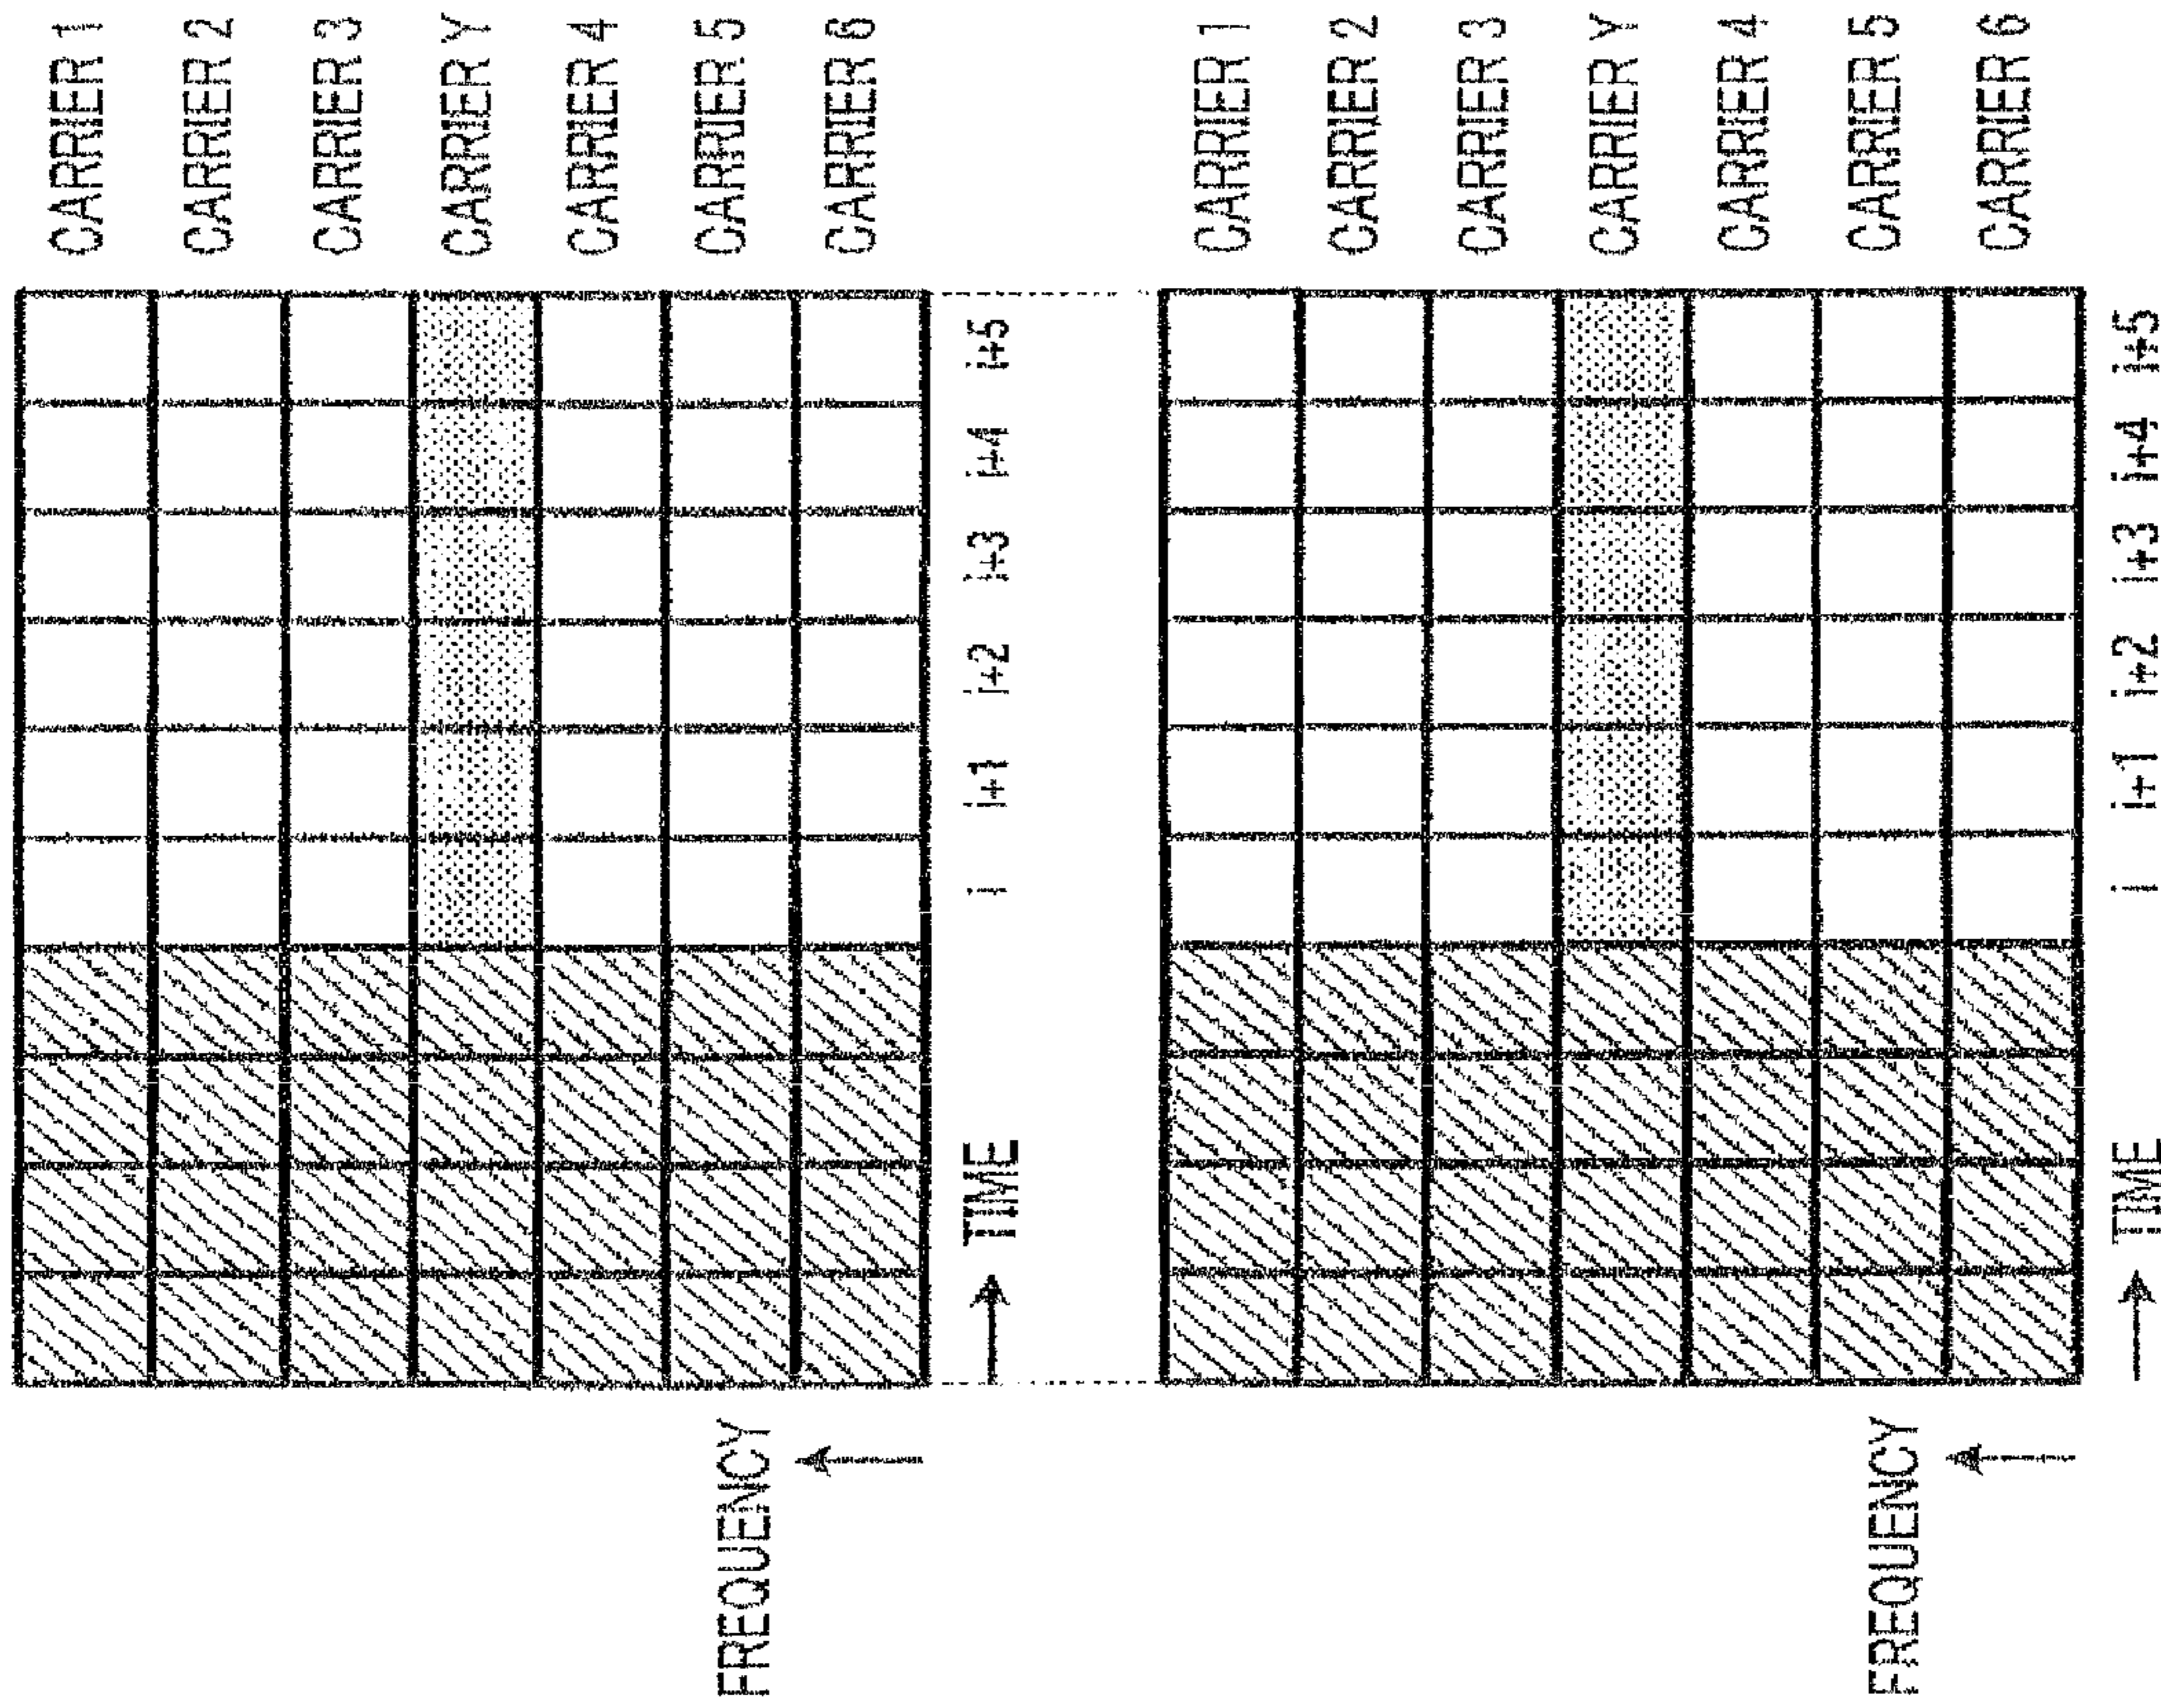 CARRIER 1
CARRIER 2
CARRIER 3
CARRIER Y
CARRIER 4
CARRIER 5
CARRIER 6
FREQUENCY
TIME
i i+1 i+2 i+3 i+4 i+5
CARRIER 1
CARRIER 2
CARRIER 3
CARRIER Y
CARRIER 4
CARRIER 5
CARRIER 6
FREQUENCY
TIME
i i+1 i+2 i+3 i+4 i+5